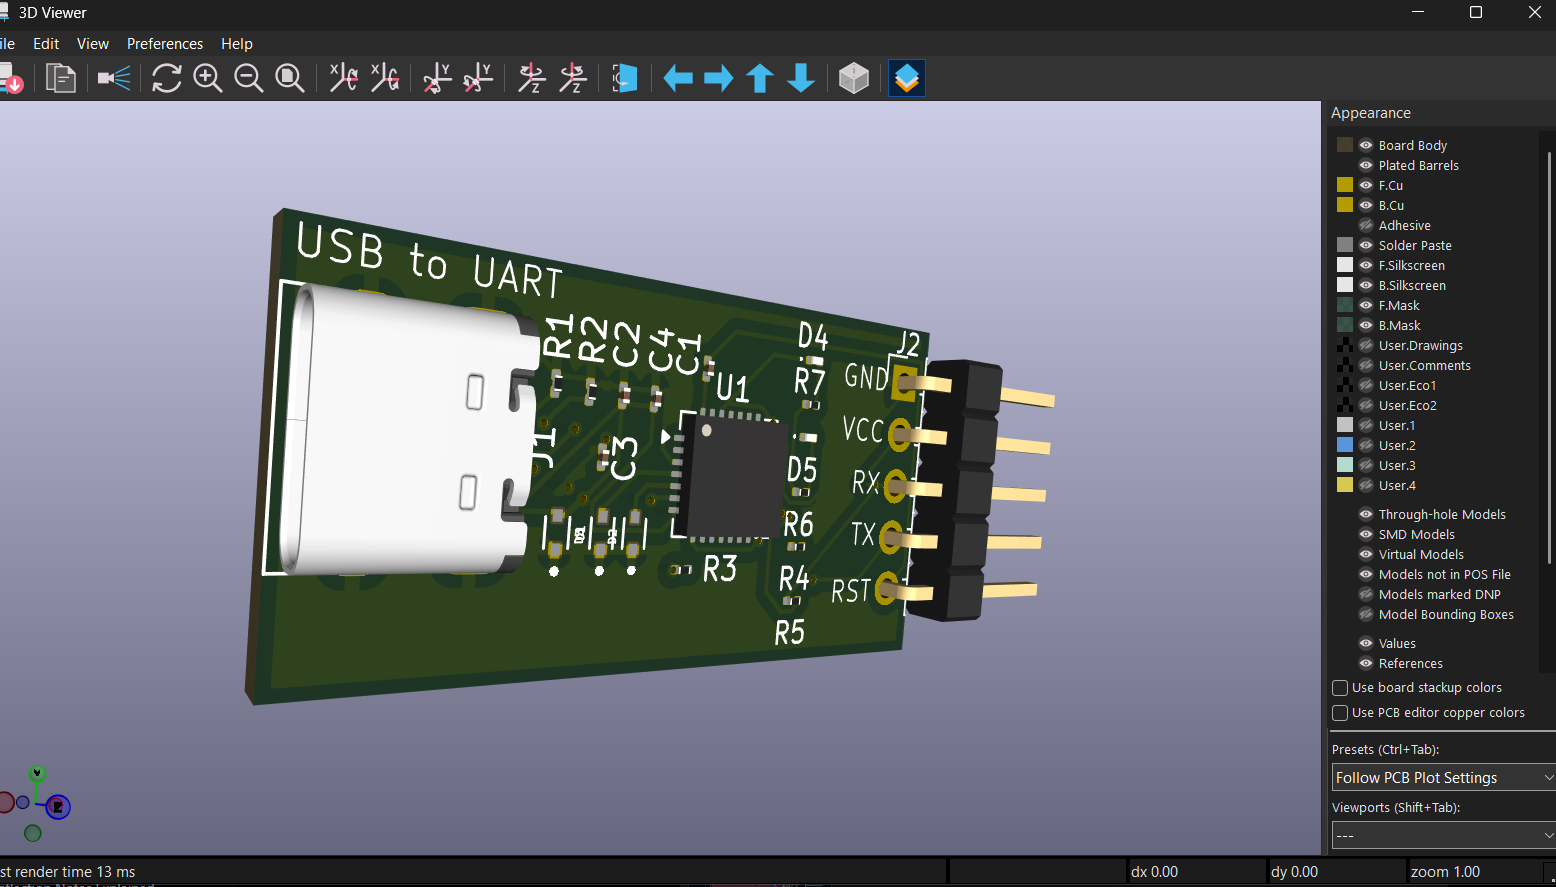 3D Viewer
ile Edit View Preferences Help
Appearance
Board Body
Plated Barrels
F.Cu
B.Cu
Adhesive
Solder Paste
F.Silkscreen
B.Silkscreen
F.Mask
B.Mask
User.Drawings
User.Comments
User.Eco1
User.Eco2
User.1
User.2
User.3
User.4
Through-hole Models
SMD Models
Virtual Models
Models not in POS File
Models marked DNP
Model Bounding Boxes
Values
References
Use board stackup colors
Use PCB editor copper colors
Presets (Ctrl+Tab):
Follow PCB Plot Settings
Viewports (Shift+Tab):
---
USB to UART
R1
R2
C2
C4
C1
U1
J1
C3
D2
R3
D4
R7
D5
R6
R4
R5
J2
GND
VCC
RX
TX
RST
st render time 13 ms
dx 0.00
dy 0.00
zoom 1.00